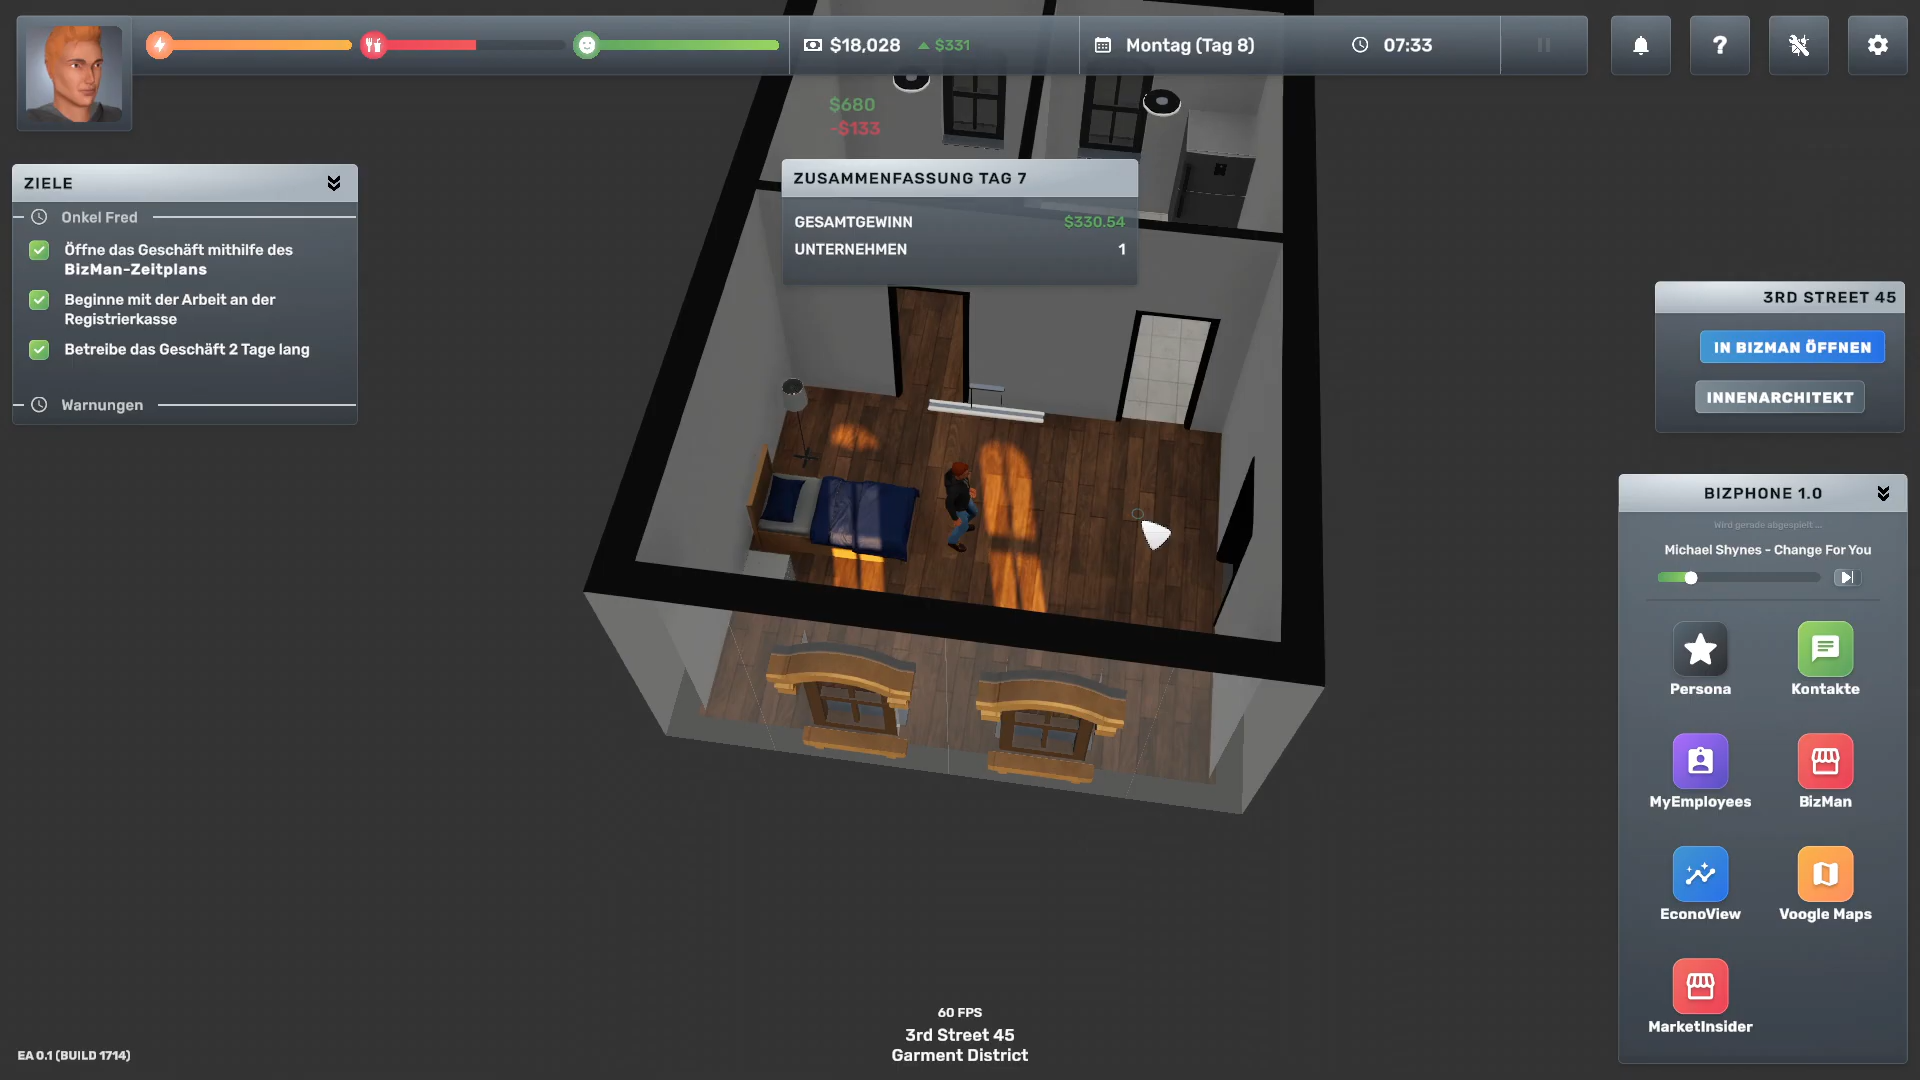 $18,028
$331
Montag (Tag 8)
07:33
$680
-$133
ZUSAMMENFASSUNG TAG 7
GESAMTGEWINN $330.54
UNTERNEHMEN 1
ZIELE
Onkel Fred
Öffne das Geschäft mithilfe des
BizMan-Zeitplans
Beginne mit der Arbeit an der
Registrierkasse
Betreibe das Geschäft 2 Tage lang
Warnungen
3RD STREET 45
IN BIZMAN ÖFFNEN
INNENARCHITEKT
BIZPHONE 1.0
Wird gerade abgespielt ...
Michael Shynes - Change For You
Persona
Kontakte
MyEmployees
BizMan
EconoView
Voogle Maps
MarketInsider
60 FPS
3rd Street 45
Garment District
EA 0.1 (BUILD 1714)